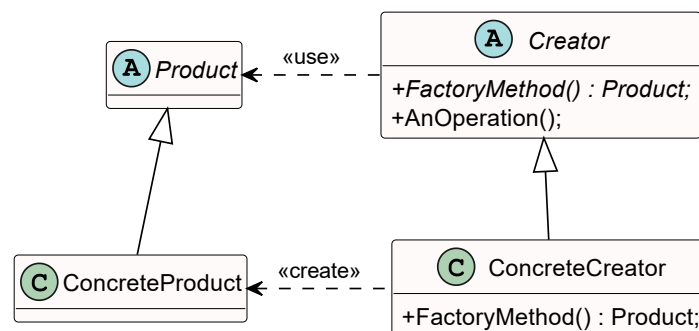 A Creator
A Product
«use»
+FactoryMethod() : Product;
+AnOperation();
C ConcreteProduct
«create»
C ConcreteCreator
+FactoryMethod() : Product;